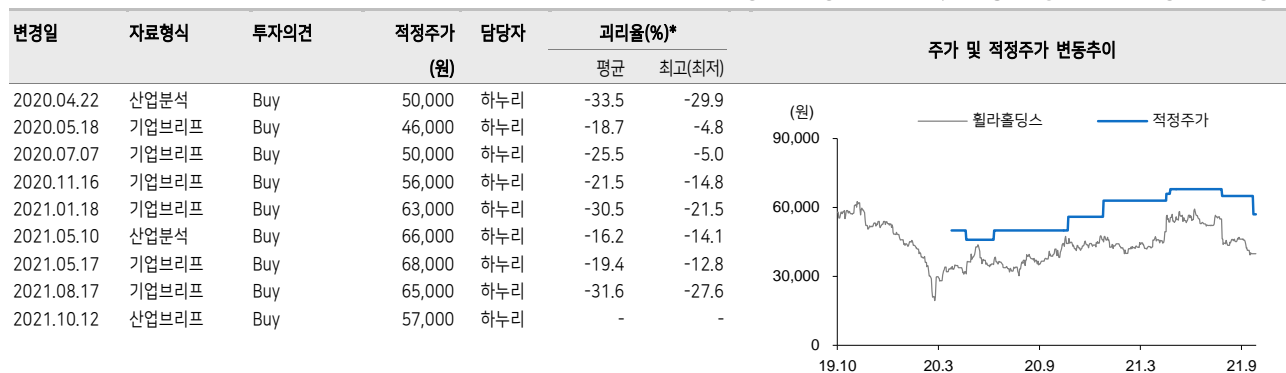 변경일 자료형식 투자의견 적정주가 담당자 괴리율(%)* 주가 및 적정주가 변동추이
(원) 평균 최고(최저)
2020.04.22 산업분석 Buy 50,000 하누리 -33.5 -29.9
2020.05.18 기업브리프 Buy 46,000 하누리 -18.7 -4.8
2020.07.07 기업브리프 Buy 50,000 하누리 -25.5 -5.0
2020.11.16 기업브리프 Buy 56,000 하누리 -21.5 -14.8
2021.01.18 기업브리프 Buy 63,000 하누리 -30.5 -21.5
2021.05.10 산업분석 Buy 66,000 하누리 -16.2 -14.1
2021.05.17 기업브리프 Buy 68,000 하누리 -19.4 -12.8
2021.08.17 기업브리프 Buy 65,000 하누리 -31.6 -27.6
2021.10.12 산업브리프 Buy 57,000 하누리 - -
(원) 휠라홀딩스 적정주가
90,000
60,000
30,000
0
19.10 20.3 20.9 21.3 21.9